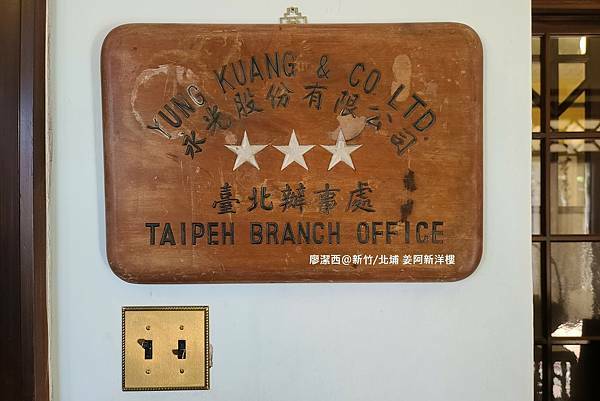 YUNG KUANG & CO. LTD.
永光股份有限公司
臺北辦事處
TAIPEH BRANCH OFFICE
廖潔西@新竹/北埔 姜阿新洋樓